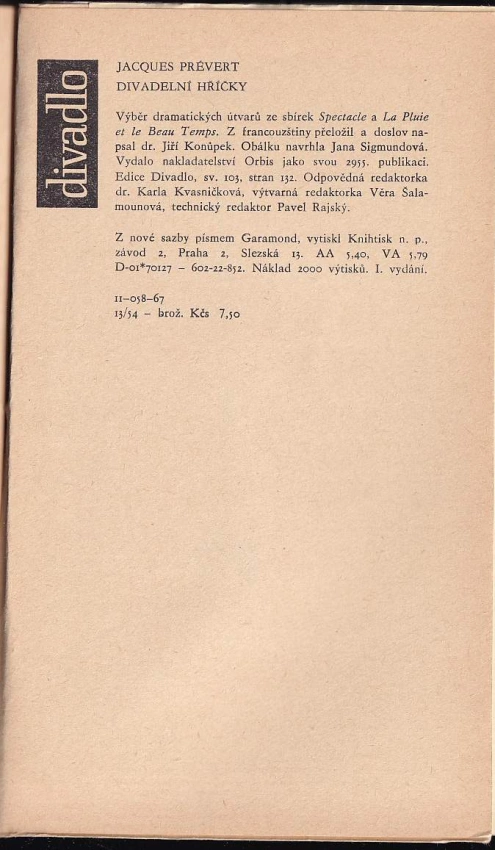 divadlo
JACQUES PRÉVERT
DIVADELNÍ HŘÍČKY
Výběr dramatických útvarů ze sbírek Spectacle a La Pluie
et le Beau Temps. Z francouzštiny přeložil a doslov na-
psal dr. Jiří Konůpek. Obálku navrhla Jana Sigmundová.
Vydalo nakladatelství Orbis jako svou 2955. publikaci.
Edice Divadlo, sv. 103, stran 132. Odpovědná redaktorka
dr. Karla Kvasničková, výtvarná redaktorka Věra Šala-
mounová, technický redaktor Pavel Rajský.
Z nové sazby písmem Garamond, vytiskl Knihtisk n. p.,
závod 2, Praha 2, Slezská 13. AA 5,40, VA 5,79
D-01*70127 – 602-22-852. Náklad 2000 výtisků. I. vydání.
11–058–67
13/54 – brož. Kčs 7,50